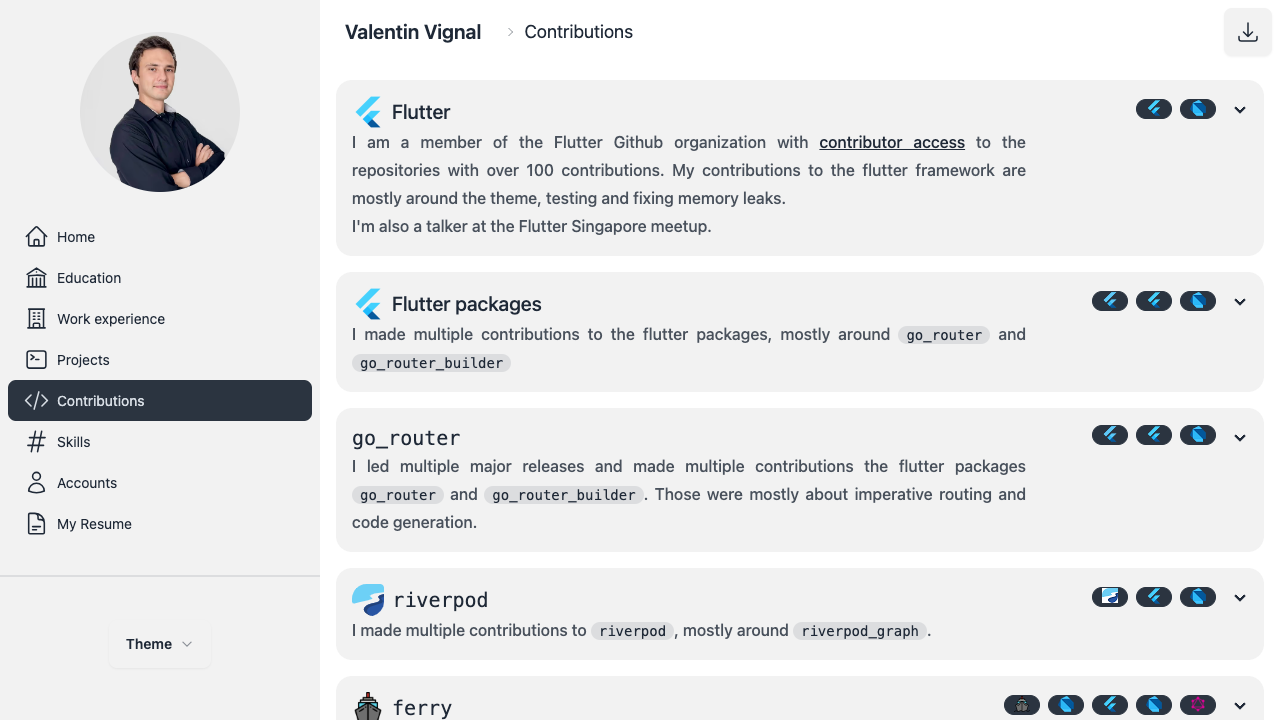 Valentin Vignal
Contributions
Home
Education
Work experience
Projects
Contributions
Skills
Accounts
My Resume
Theme
Flutter
I am a member of the Flutter Github organization with contributor access to the
repositories with over 100 contributions. My contributions to the flutter framework are
mostly around the theme, testing and fixing memory leaks.
I'm also a talker at the Flutter Singapore meetup.
Flutter packages
I made multiple contributions to the flutter packages, mostly around go_router and
go_router_builder
go_router
I led multiple major releases and made multiple contributions the flutter packages
go_router and go_router_builder. Those were mostly about imperative routing and
code generation.
riverpod
I made multiple contributions to riverpod, mostly around riverpod_graph.
ferry